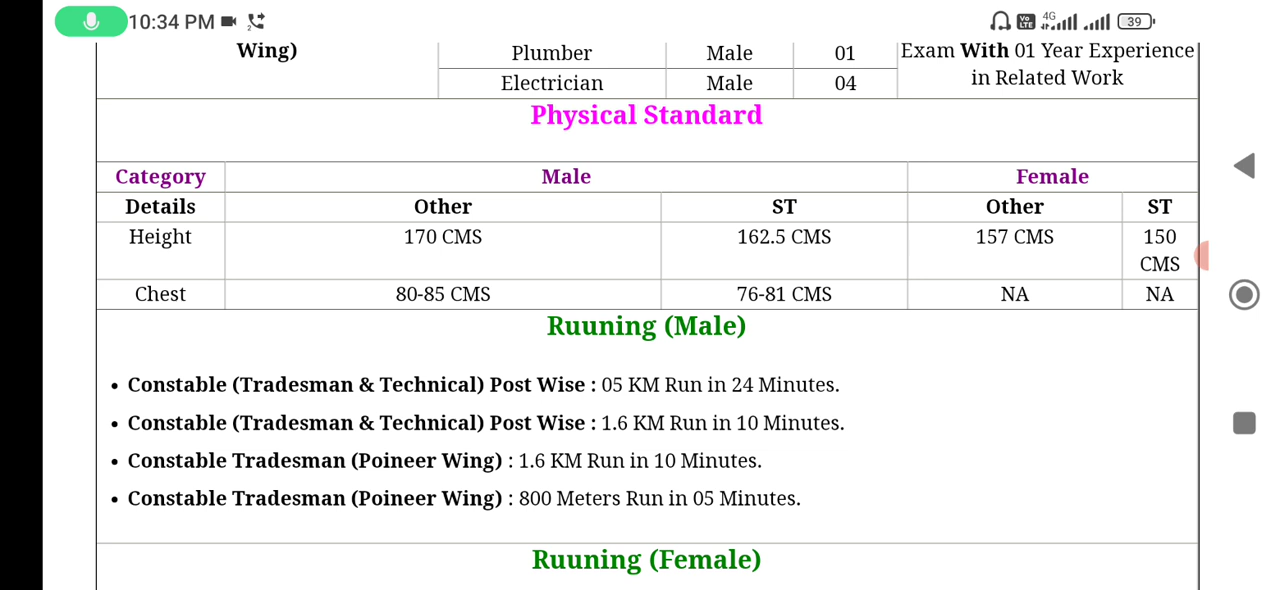 10:34 PM
Vo LTE 4G 39
Wing)
Plumber Male 01
Exam With 01 Year Experience
in Related Work
Electrician Male 04
Physical Standard
Category Male Female
Details Other ST Other ST
Height 170 CMS 162.5 CMS 157 CMS 150
CMS
Chest 80-85 CMS 76-81 CMS NA NA
Ruuning (Male)
• Constable (Tradesman & Technical) Post Wise : 05 KM Run in 24 Minutes.
• Constable (Tradesman & Technical) Post Wise : 1.6 KM Run in 10 Minutes.
• Constable Tradesman (Poineer Wing) : 1.6 KM Run in 10 Minutes.
• Constable Tradesman (Poineer Wing) : 800 Meters Run in 05 Minutes.
Ruuning (Female)